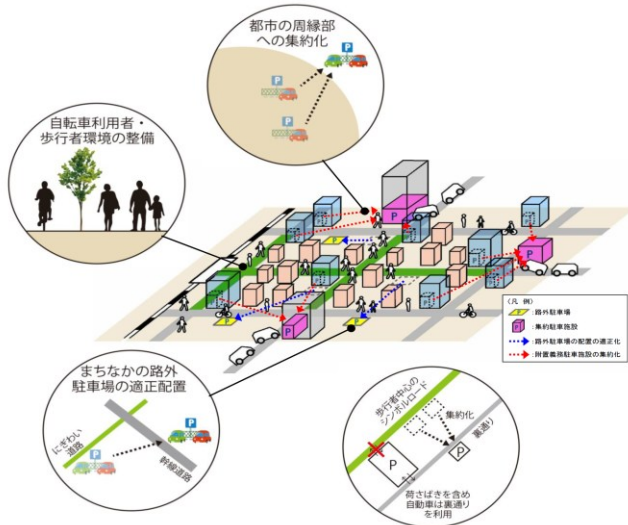 都市の周縁部
への集約化
P
P
P
自転車利用者・
歩行者環境の整備
P
P
P
P
P
P
〈凡 例〉
P :路外駐車場
P :集約駐車施設
:路外駐車場の配置の適正化
:附置義務駐車施設の集約化
まちなかの路外
駐車場の適正配置
にぎわい
道路
P
P
幹線道路
歩行者中心の
シンボルロード
集約化
裏通り
P
P
荷さばきを含め
自動車は裏通り
を利用